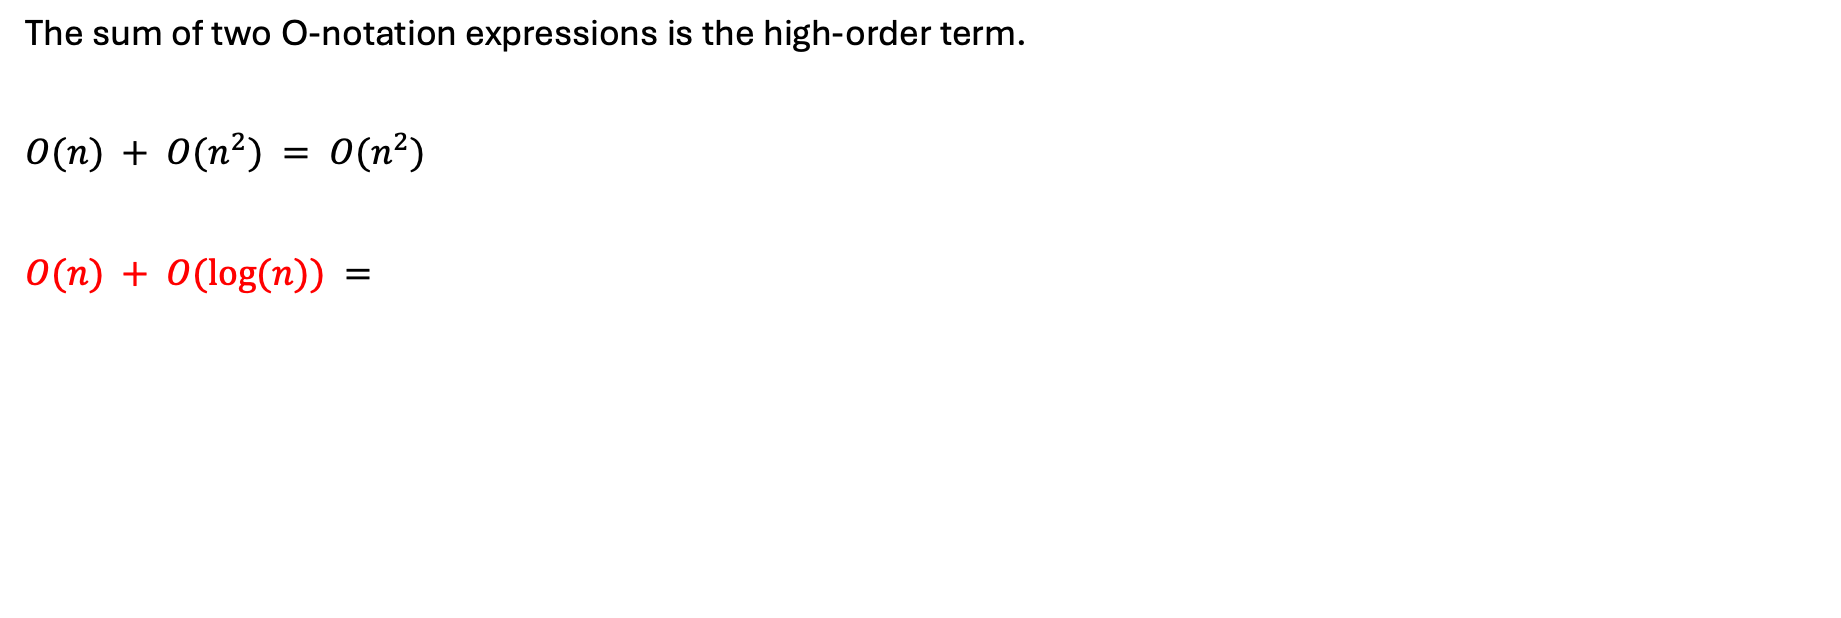 The sum of two O-notation expressions is the high-order term.
𝑂(𝑛) + 𝑂(𝑛²) = 𝑂(𝑛²)
𝑂(𝑛) + 𝑂(log(𝑛)) =